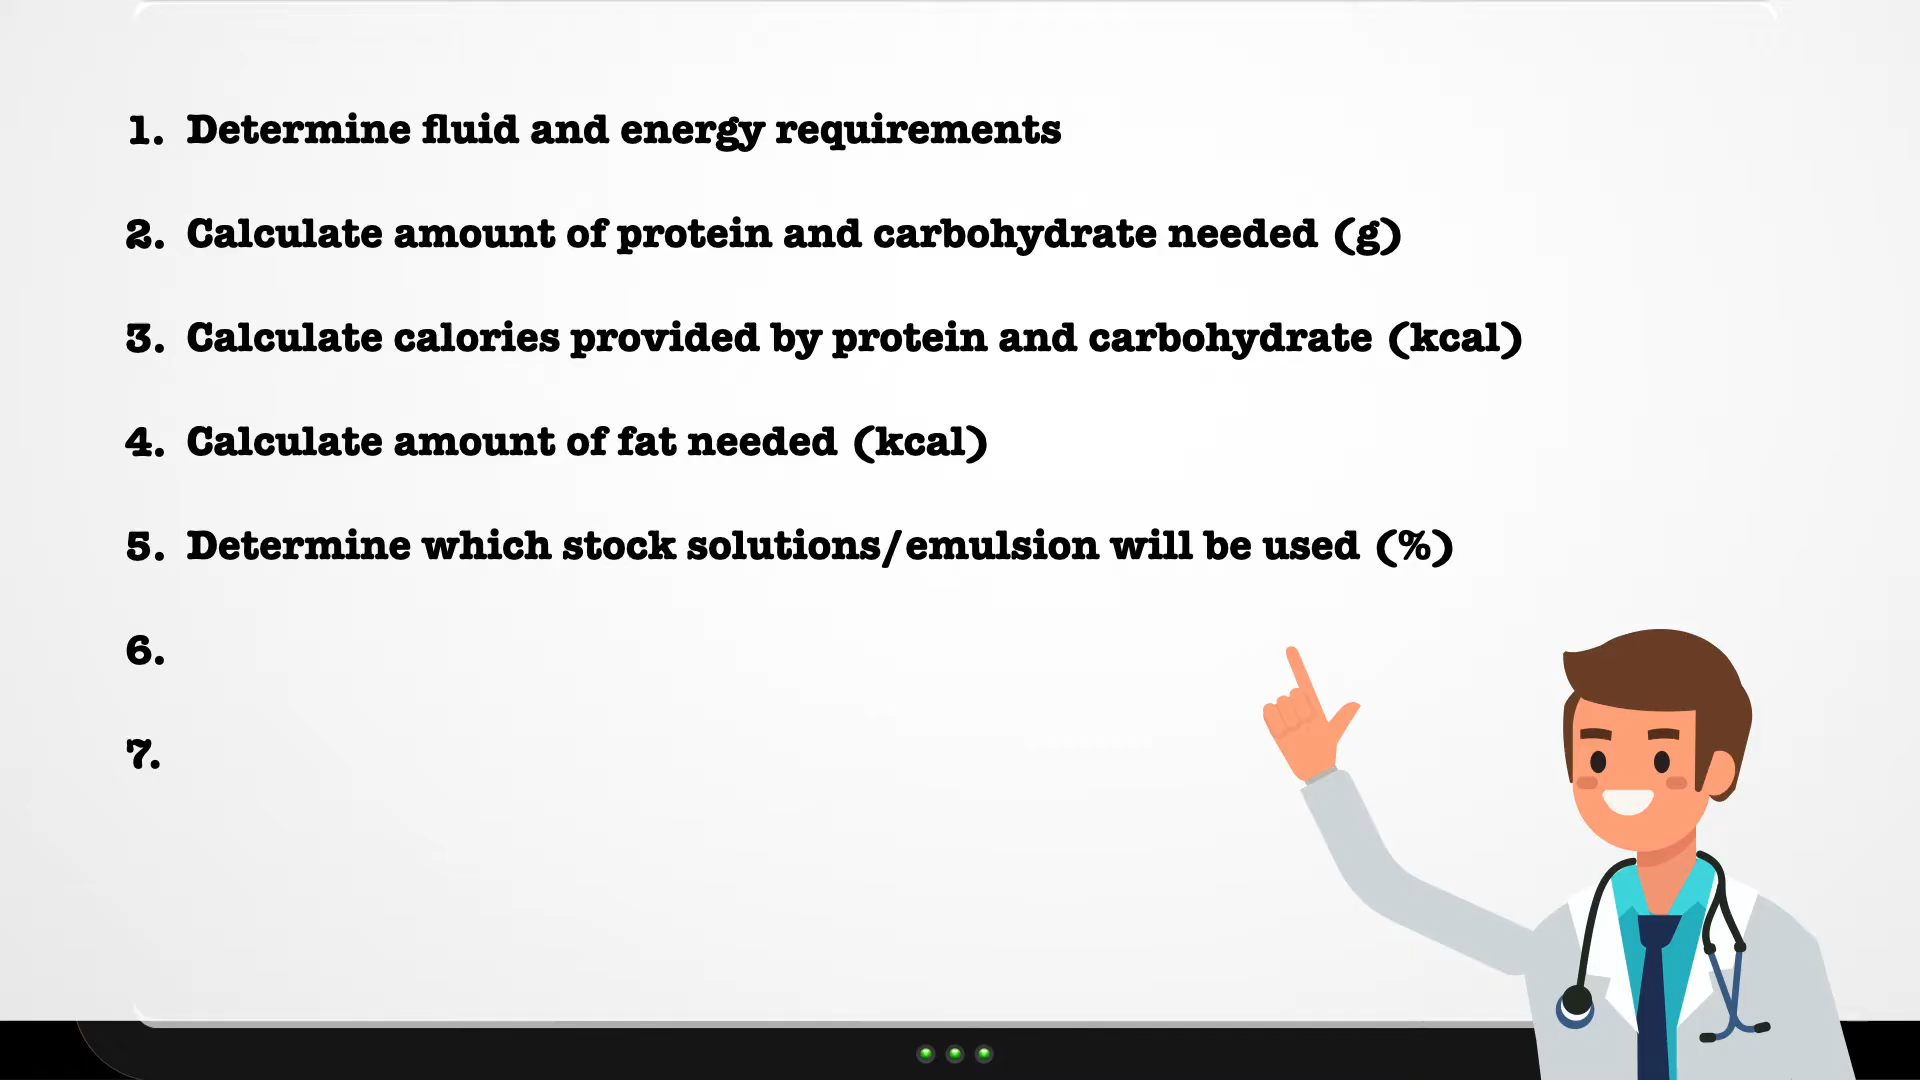 1. Determine fluid and energy requirements
2. Calculate amount of protein and carbohydrate needed (g)
3. Calculate calories provided by protein and carbohydrate (kcal)
4. Calculate amount of fat needed (kcal)
5. Determine which stock solutions/emulsion will be used (%)
6.
7.